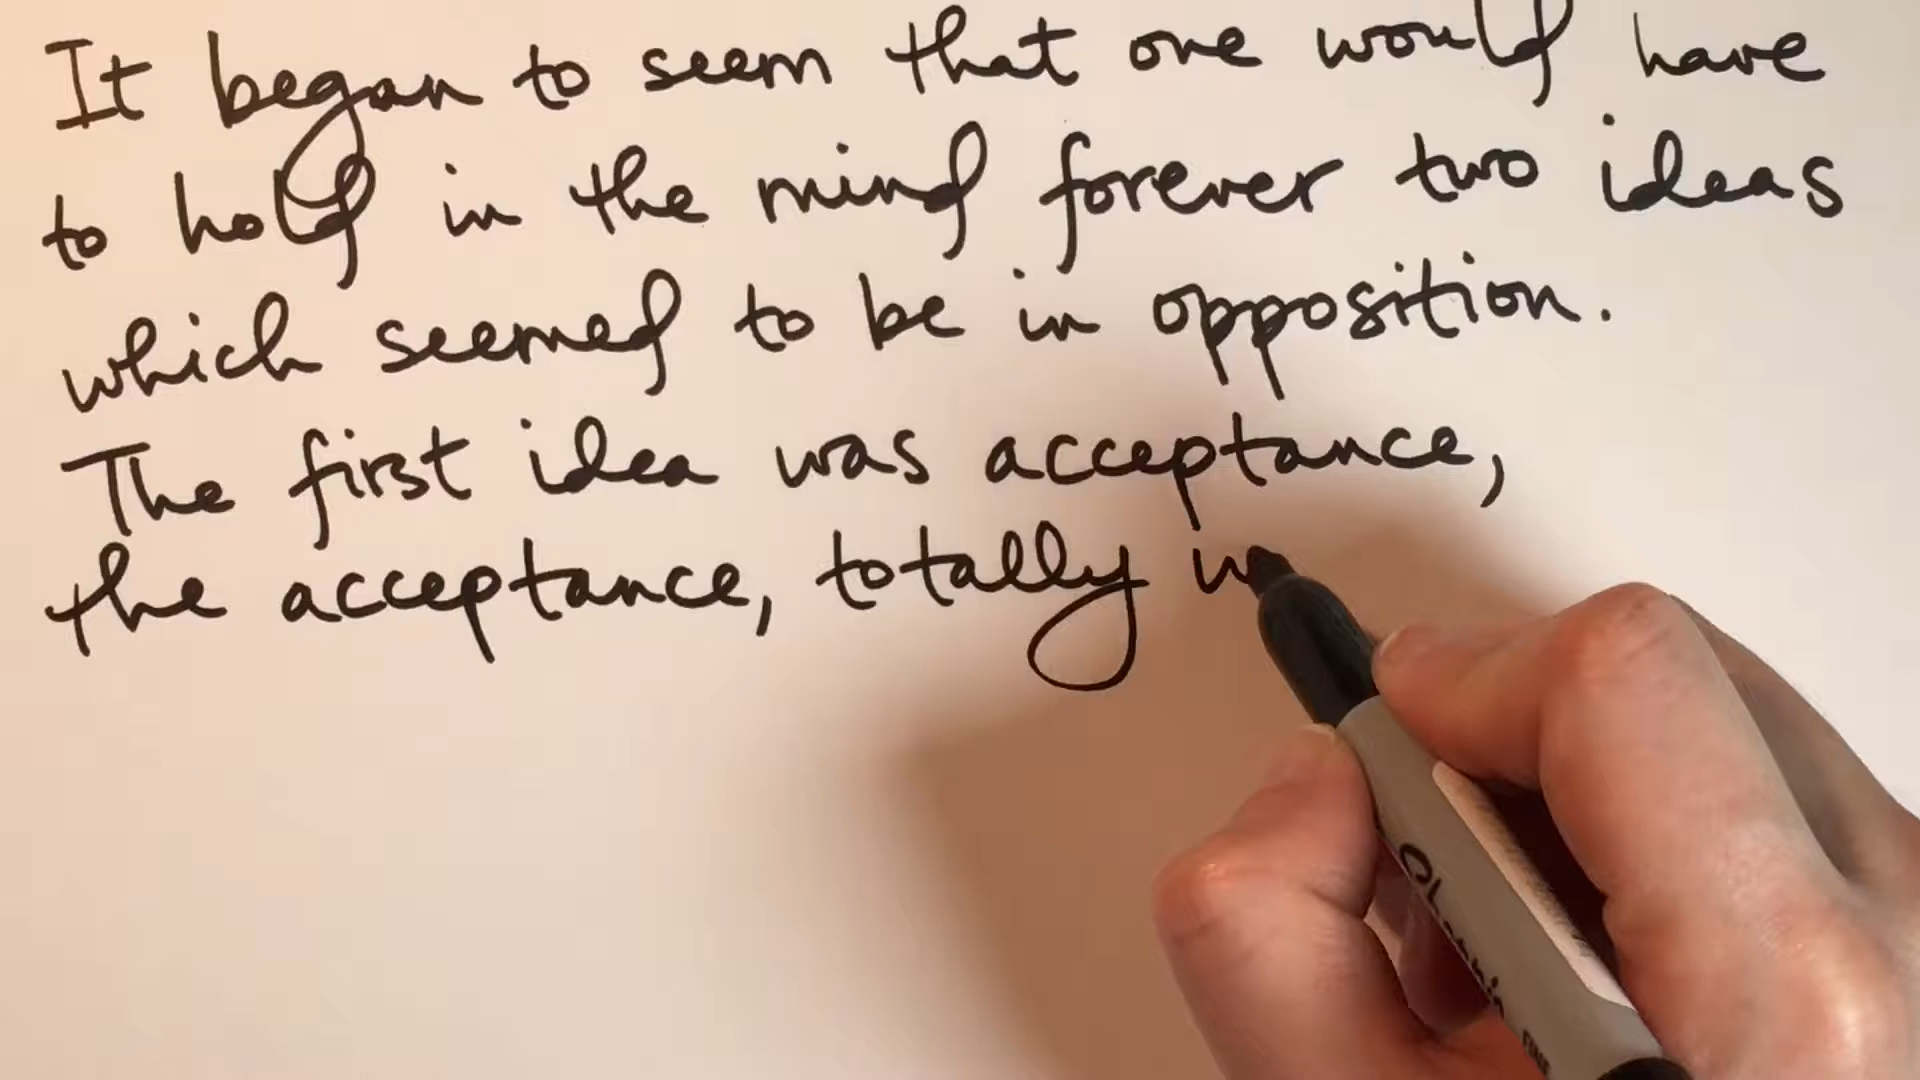 It began to seem that one would have
to hold in the mind forever two ideas
which seemed to be in opposition.
The first idea was acceptance,
the acceptance, totally w